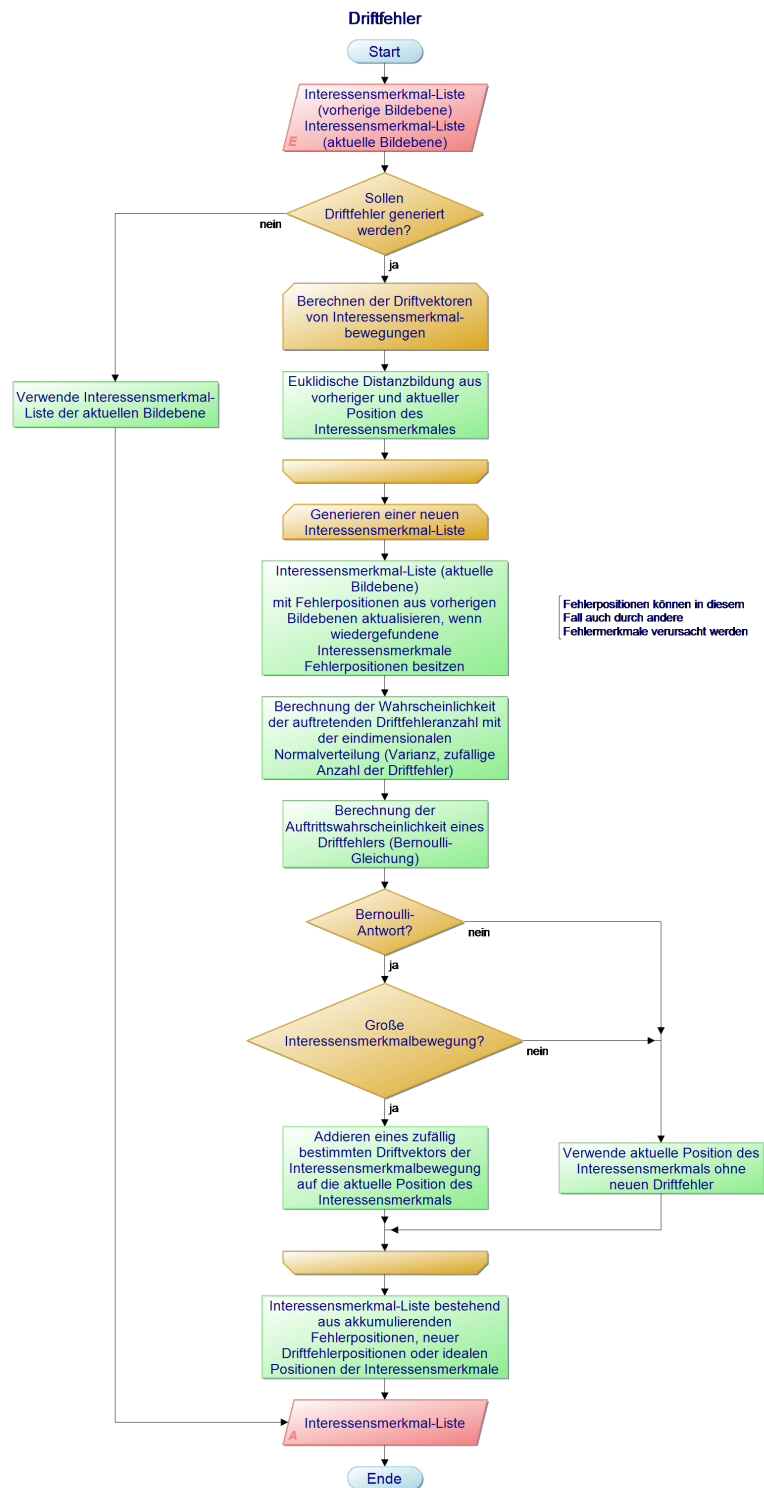 Driftfehler
Start
Interessensmerkmal-Liste
(vorherige Bildebene)
Interessensmerkmal-Liste
(aktuelle Bildebene)
E
Sollen
Driftfehler generiert
werden?
nein
ja
Berechnen der Driftvektoren
von Interessensmerkmal-
bewegungen
Verwende Interessensmerkmal-
Liste der aktuellen Bildebene
Euklidische Distanzbildung aus
vorheriger und aktueller
Position des
Interessensmerkmales
Generieren einer neuen
Interessensmerkmal-Liste
Interessensmerkmal-Liste (aktuelle
Bildebene)
mit Fehlerpositionen aus vorherigen
Bildebenen aktualisieren, wenn
wiedergefundene
Interessensmerkmale
Fehlerpositionen besitzen
Fehlerpositionen können in diesem
Fall auch durch andere
Fehlermerkmale verursacht werden
Berechnung der Wahrscheinlichkeit
der auftretenden Driftfehleranzahl mit
der eindimensionalen
Normalverteilung (Varianz, zufällige
Anzahl der Driftfehler)
Berechnung der
Auftrittswahrscheinlichkeit eines
Driftfehlers (Bernoulli-
Gleichung)
Bernoulli-
Antwort?
nein
ja
Große
Interessensmerkmalbewegung?
nein
ja
Addieren eines zufällig
bestimmten Driftvektors der
Interessensmerkmalbewegung
auf die aktuelle Position des
Interessensmerkmals
Verwende aktuelle Position des
Interessensmerkmals ohne
neuen Driftfehler
Interessensmerkmal-Liste bestehend
aus akkumulierenden
Fehlerpositionen, neuer
Driftfehlerpositionen oder idealen
Positionen der Interessensmerkmale
Interessensmerkmal-Liste
A
Ende